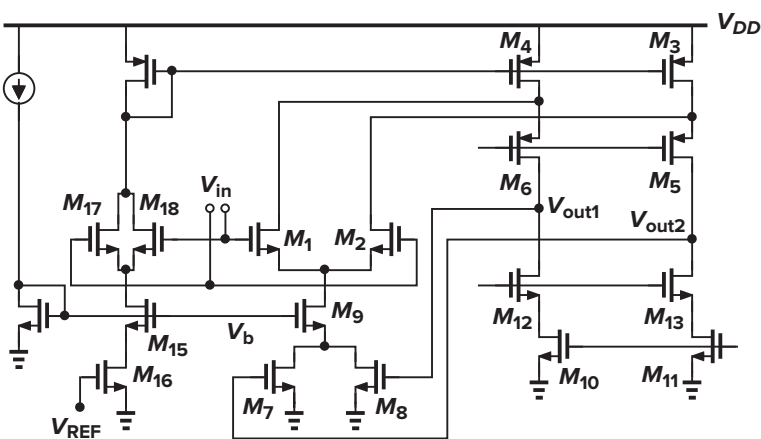 V_DD
M_4
M_3
M_6
M_5
M_17
M_18
V_in
M_1
M_2
V_out1
V_out2
M_15
V_b
M_9
M_12
M_13
M_16
M_7
M_8
M_10
M_11
V_REF